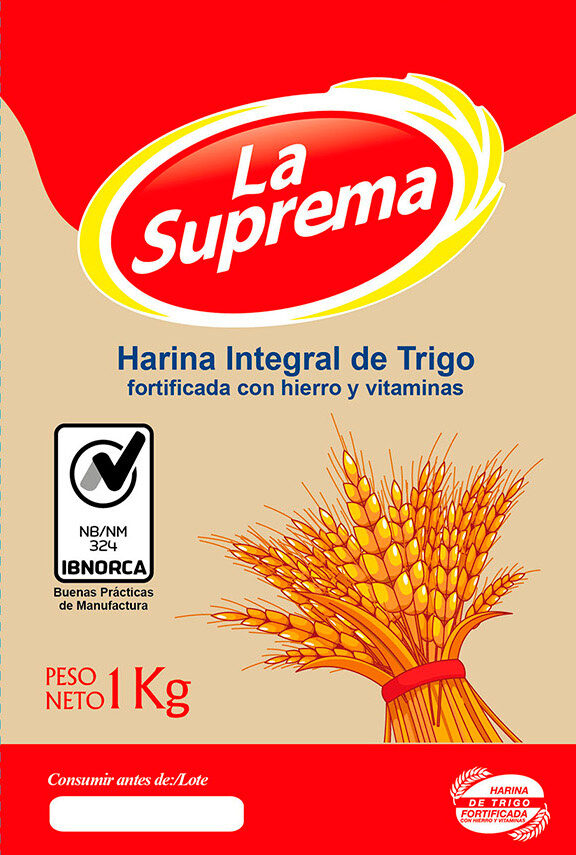 La
Suprema
Harina Integral de Trigo
fortificada con hierro y vitaminas
NB/NM
324
IBNORCA
Buenas Prácticas
de Manufactura
PESO
NETO 1 Kg
Consumir antes de:/Lote
HARINA
DE TRIGO
FORTIFICADA
CON HIERRO Y VITAMINAS